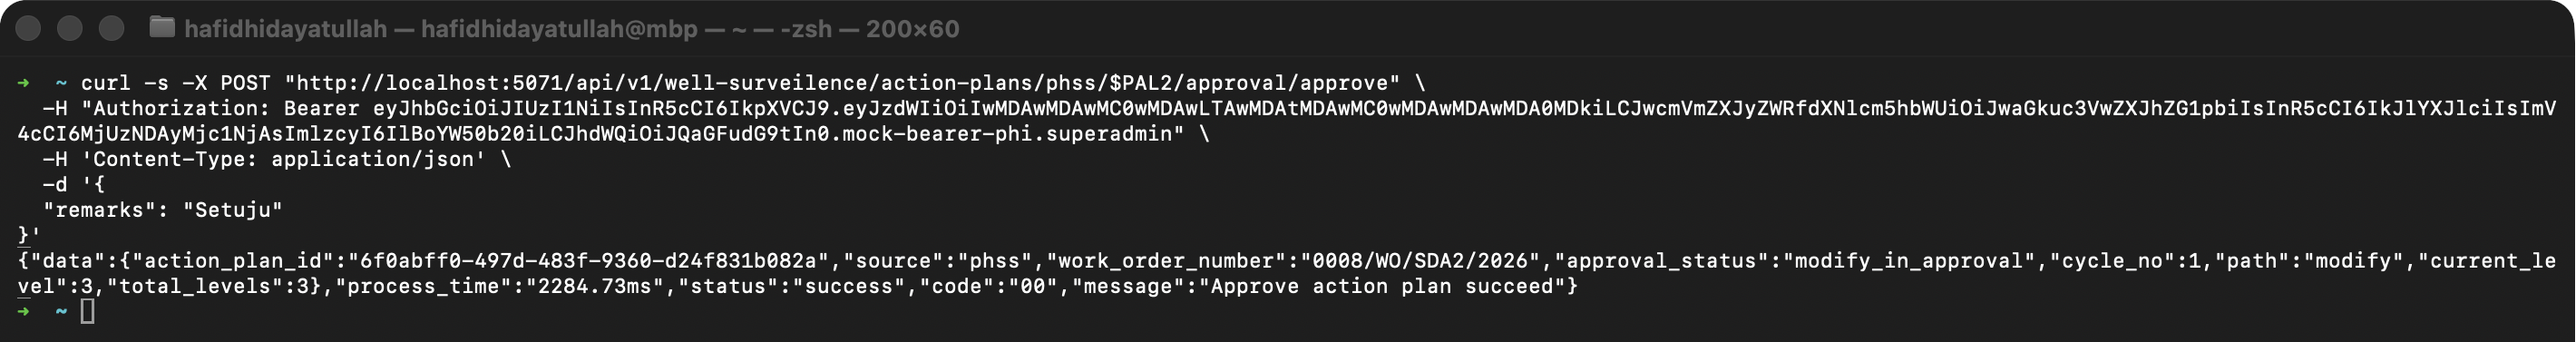 hafidhidayatullah — hafidhidayatullah@mbp — ~ — -zsh — 200×60
➜  ~ curl -s -X POST "http://localhost:5071/api/v1/well-surveilence/action-plans/phss/$PAL2/approval/approve" \
  -H "Authorization: Bearer eyJhbGciOiJIUzI1NiIsInR5cCI6IkpXVCJ9.eyJzdWIiOiIwMDAwMDAwMC0wMDAwLTAwMDAtMDAwMC0wMDAwMDAwMDA0MDkiLCJwcmVmZXJyZWRfdXNlcm5hbWUiOiJwaGkuc3VwZXJhZG1pbiIsInR5cCI6IkJlYXJlciIsImV
4cCI6MjUzNDAyMjc1NjAsImlzcyI6IlBoYW50b20iLCJhdWQiOiJQaGFudG9tIn0.mock-bearer-phi.superadmin" \
  -H 'Content-Type: application/json' \
  -d '{
  "remarks": "Setuju"
}'
{"data":{"action_plan_id":"6f0abff0-497d-483f-9360-d24f831b082a","source":"phss","work_order_number":"0008/WO/SDA2/2026","approval_status":"modify_in_approval","cycle_no":1,"path":"modify","current_le
vel":3,"total_levels":3},"process_time":"2284.73ms","status":"success","code":"00","message":"Approve action plan succeed"}
➜  ~